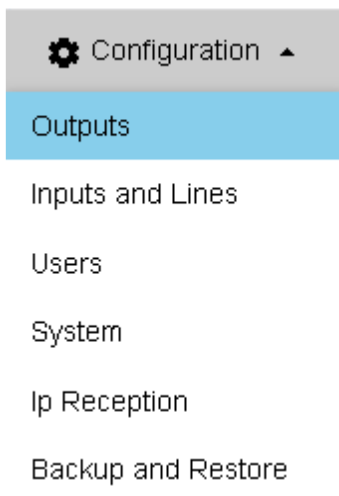 Configuration
Outputs
Inputs and Lines
Users
System
Ip Reception
Backup and Restore